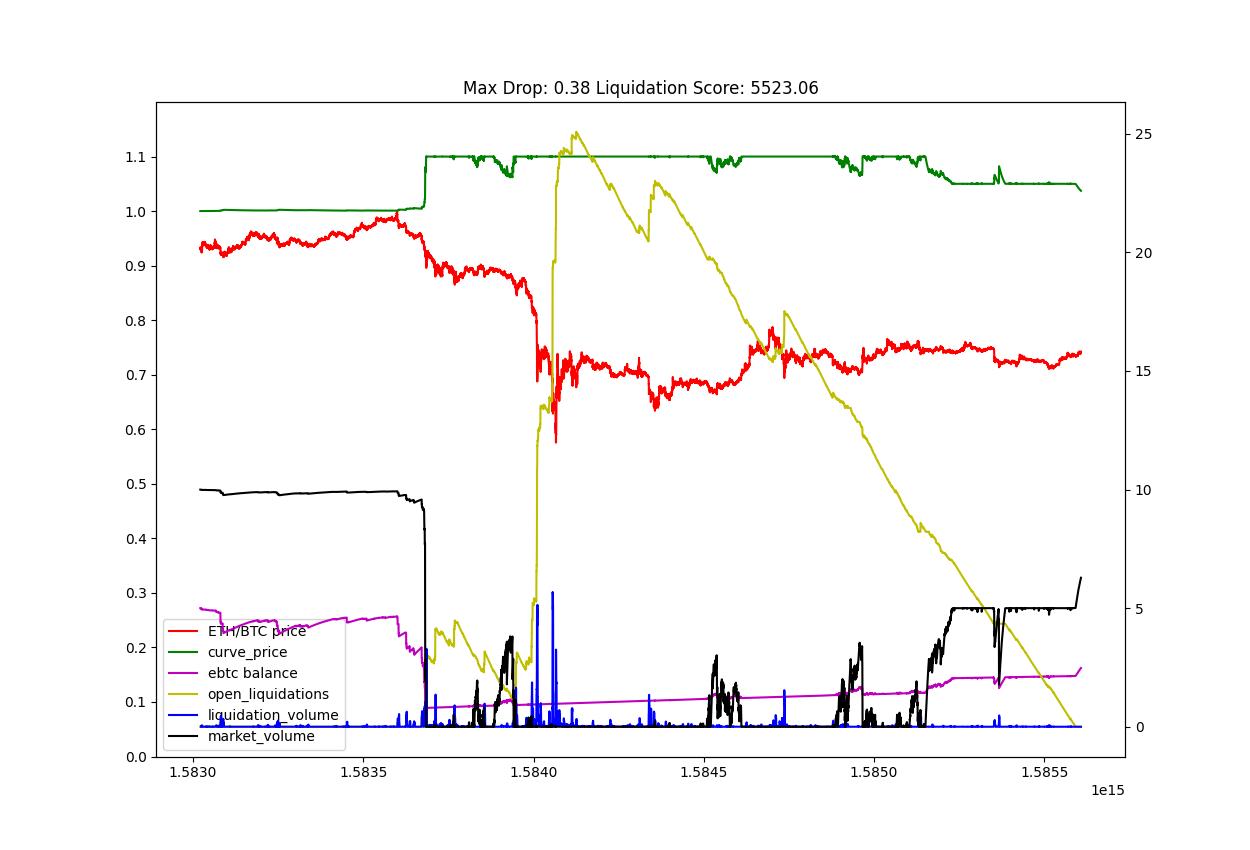 Max Drop: 0.38 Liquidation Score: 5523.06
1.1
1.0
0.9
0.8
0.7
0.6
0.5
0.4
0.3
0.2
0.1
0.0
25
20
15
10
5
0
ETH/BTC price
curve_price
ebtc balance
open_liquidations
liquidation_volume
market_volume
1.5830 1.5835 1.5840 1.5845 1.5850 1.5855
1e15